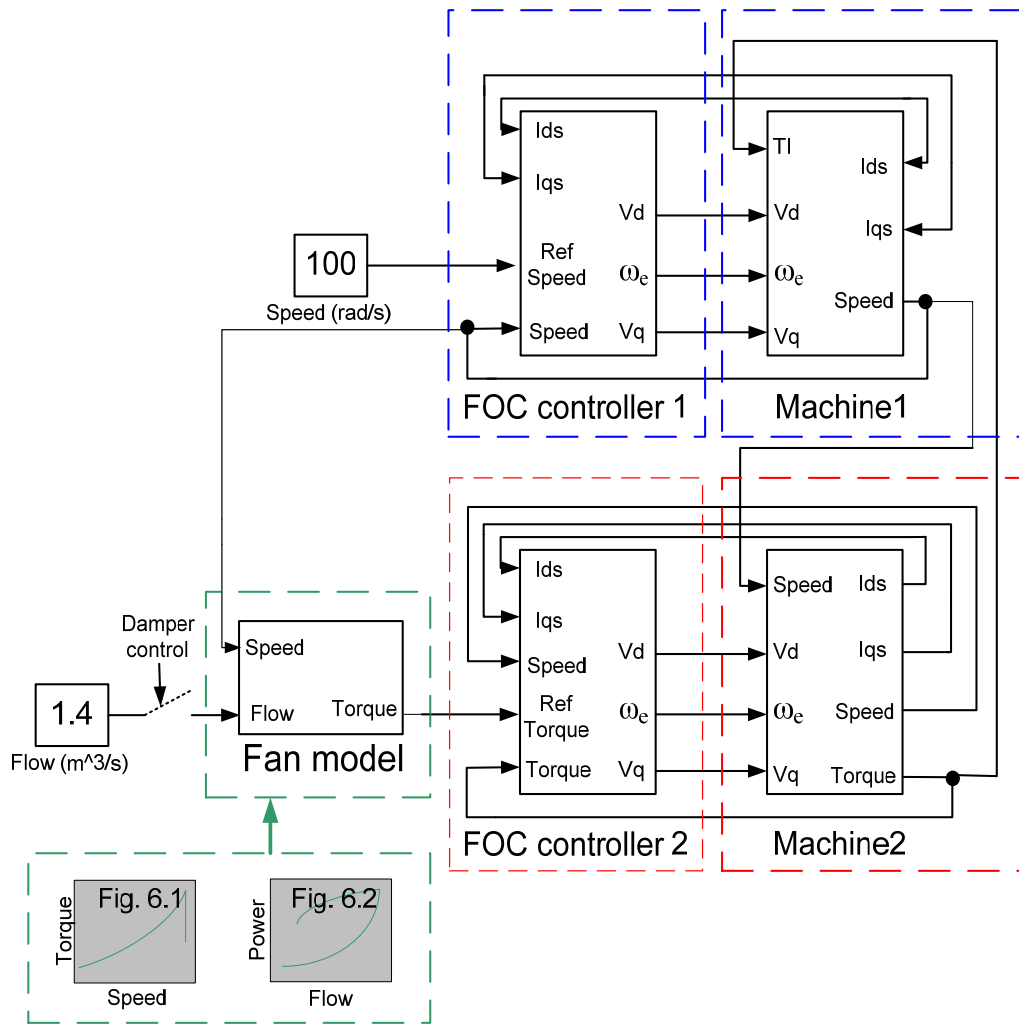 Ids
Iqs
Ref
Speed
Speed
Vd
ωe
Vq
FOC controller 1
Tl
Vd
ωe
Vq
Ids
Iqs
Speed
Machine1
100
Speed (rad/s)
Damper
control
1.4
Flow (m^3/s)
Speed
Flow
Torque
Fan model
Ids
Iqs
Speed
Ref
Torque
Torque
Vd
ωe
Vq
FOC controller 2
Speed
Vd
ωe
Vq
Ids
Iqs
Speed
Torque
Machine2
Fig. 6.1
Torque
Speed
Fig. 6.2
Power
Flow